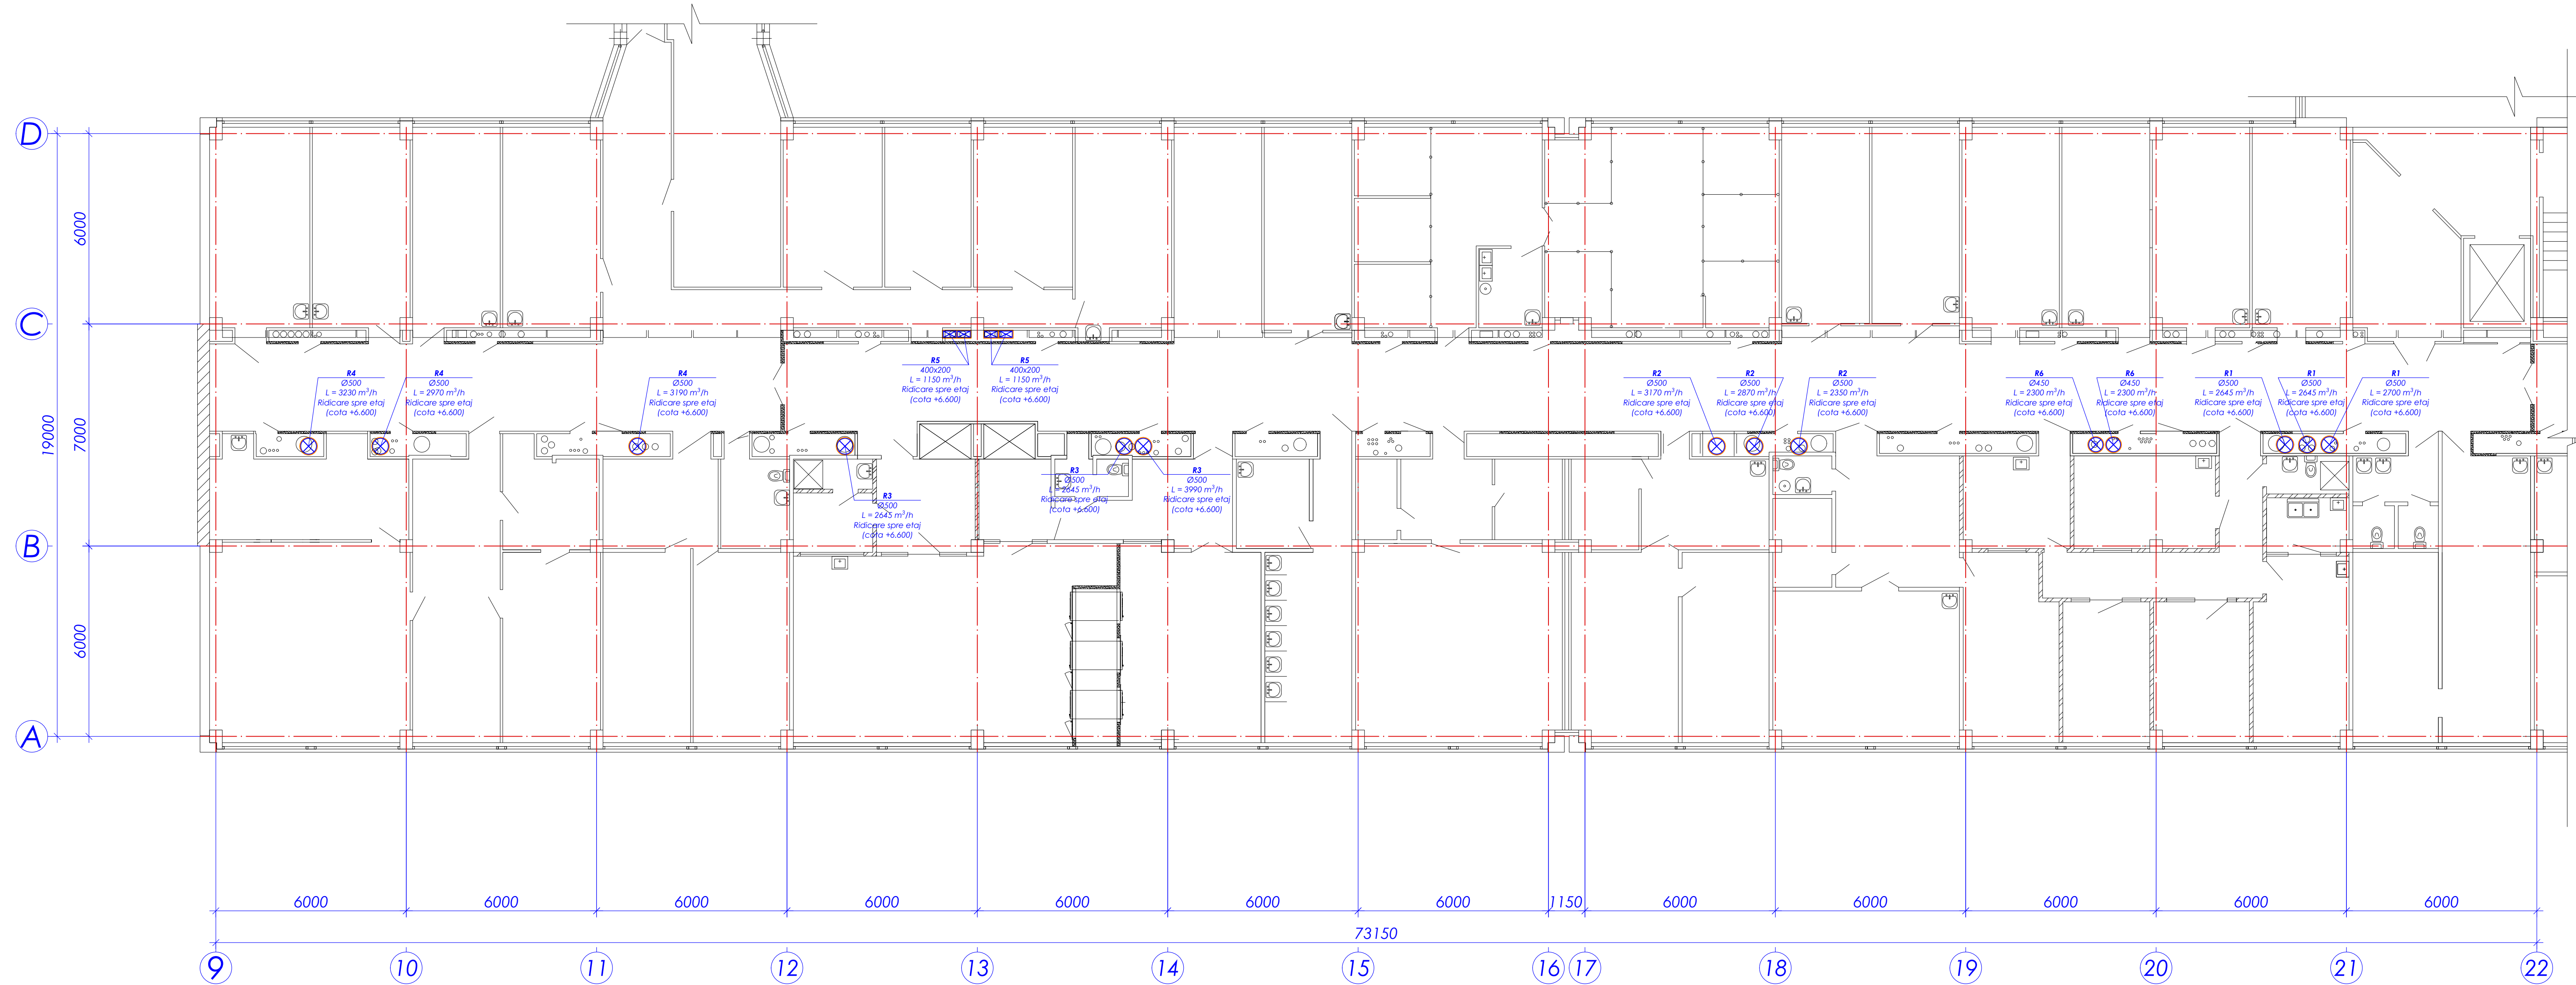 D
C
B
A
6000
7000
6000
19000
R4
Ø500
L = 3230 m³/h
Ridicare spre etaj
(cota +6.600)
R4
Ø500
L = 2970 m³/h
Ridicare spre etaj
(cota +6.600)
R4
Ø500
L = 3190 m³/h
Ridicare spre etaj
(cota +6.600)
R5
400x200
L = 1150 m³/h
Ridicare spre etaj
(cota +6.600)
R5
400x200
L = 1150 m³/h
Ridicare spre etaj
(cota +6.600)
R2
Ø500
L = 3170 m³/h
Ridicare spre etaj
(cota +6.600)
R2
Ø500
L = 2870 m³/h
Ridicare spre etaj
(cota +6.600)
R2
Ø500
L = 2350 m³/h
Ridicare spre etaj
(cota +6.600)
R6
Ø450
L = 2300 m³/h
Ridicare spre etaj
(cota +6.600)
R6
Ø450
L = 2300 m³/h
Ridicare spre etaj
(cota +6.600)
R1
Ø500
L = 2645 m³/h
Ridicare spre etaj
(cota +6.600)
R1
Ø500
L = 2645 m³/h
Ridicare spre etaj
(cota +6.600)
R1
Ø500
L = 2700 m³/h
Ridicare spre etaj
(cota +6.600)
R3
Ø500
L = 2645 m³/h
Ridicare spre etaj
(cota +6.600)
R3
Ø500
L = 2645 m³/h
Ridicare spre etaj
(cota +6.600)
R3
Ø500
L = 3990 m³/h
Ridicare spre etaj
(cota +6.600)
6000 6000 6000 6000 6000 6000 6000 1150 6000 6000 6000 6000 6000
73150
9 10 11 12 13 14 15 16 17 18 19 20 21 22